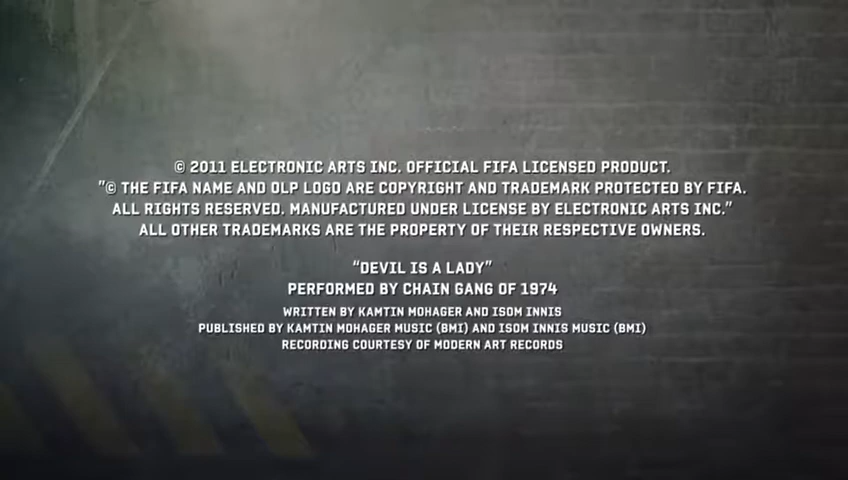 © 2011 ELECTRONIC ARTS INC. OFFICIAL FIFA LICENSED PRODUCT.
"© THE FIFA NAME AND OLP LOGO ARE COPYRIGHT AND TRADEMARK PROTECTED BY FIFA.
ALL RIGHTS RESERVED. MANUFACTURED UNDER LICENSE BY ELECTRONIC ARTS INC."
ALL OTHER TRADEMARKS ARE THE PROPERTY OF THEIR RESPECTIVE OWNERS.
"DEVIL IS A LADY"
PERFORMED BY CHAIN GANG OF 1974
WRITTEN BY KAMTIN MOHAGER AND ISOM INNIS
PUBLISHED BY KAMTIN MOHAGER MUSIC (BMI) AND ISOM INNIS MUSIC (BMI)
RECORDING COURTESY OF MODERN ART RECORDS